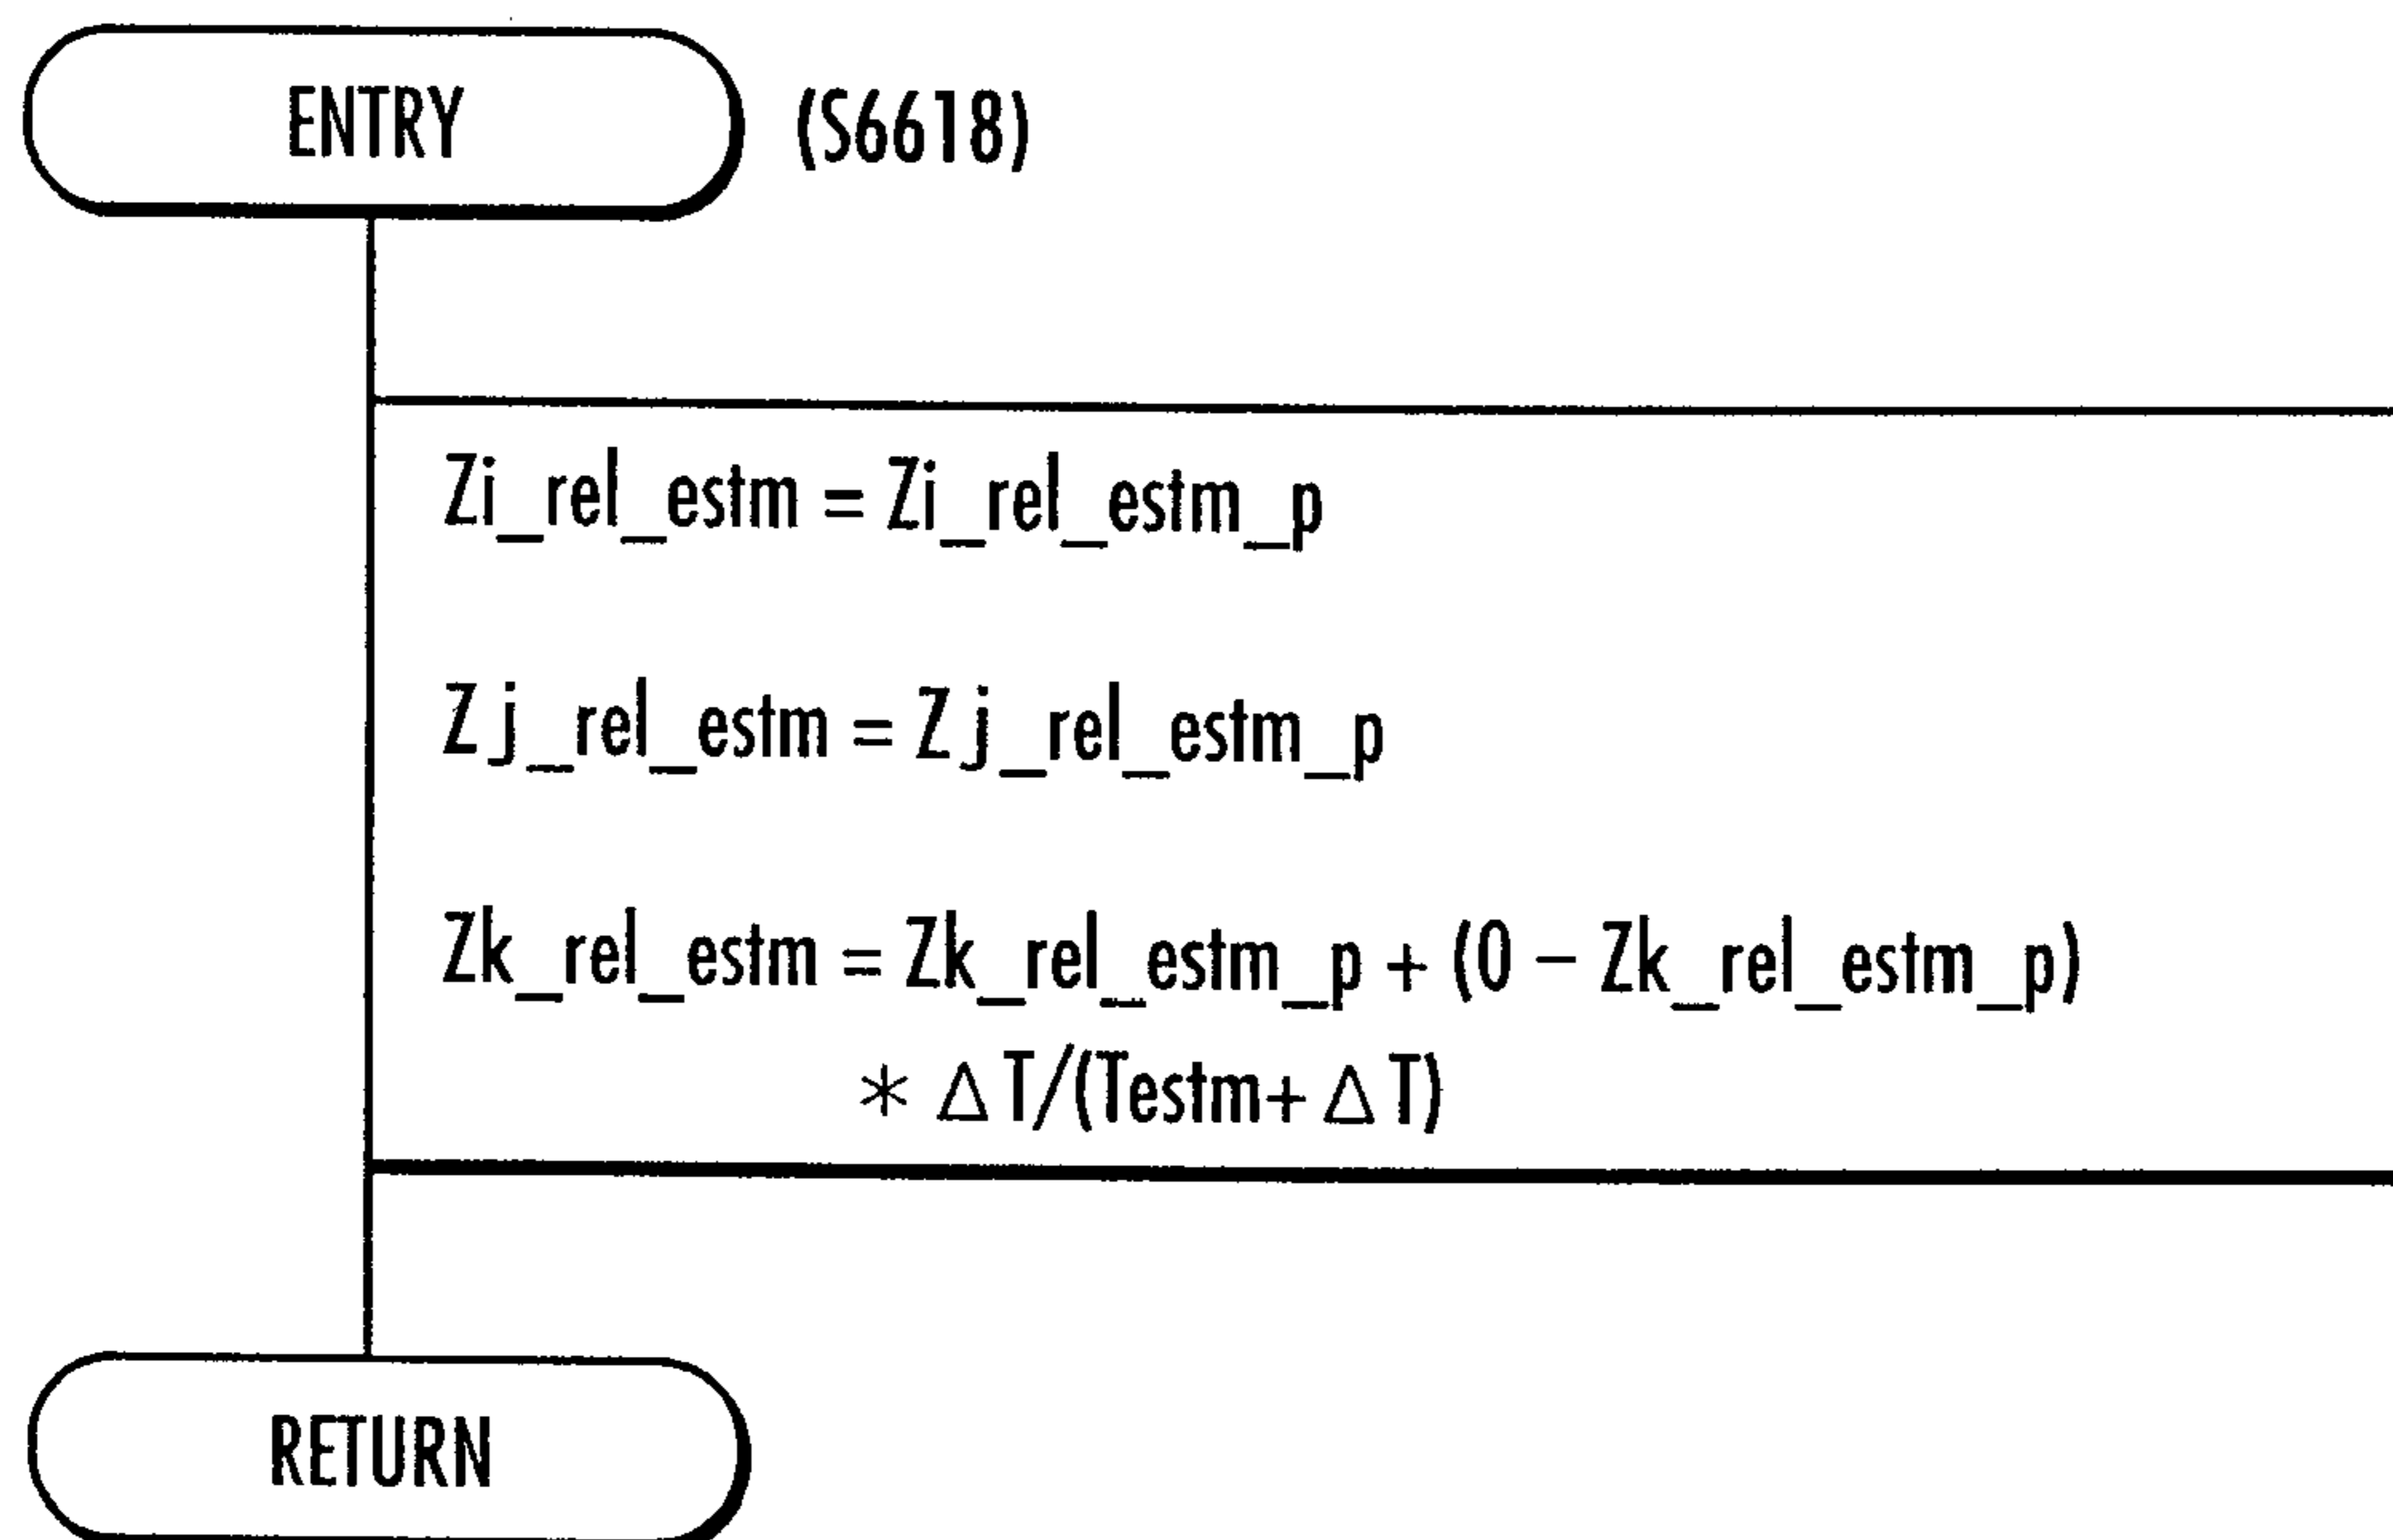 ENTRY (S6618)
Zi_rel_estm = Zi_rel_estm_p
Zj_rel_estm = Zj_rel_estm_p
Zk_rel_estm = Zk_rel_estm_p + (0 − Zk_rel_estm_p)
* ΔT/(Testm+ΔT)
RETURN